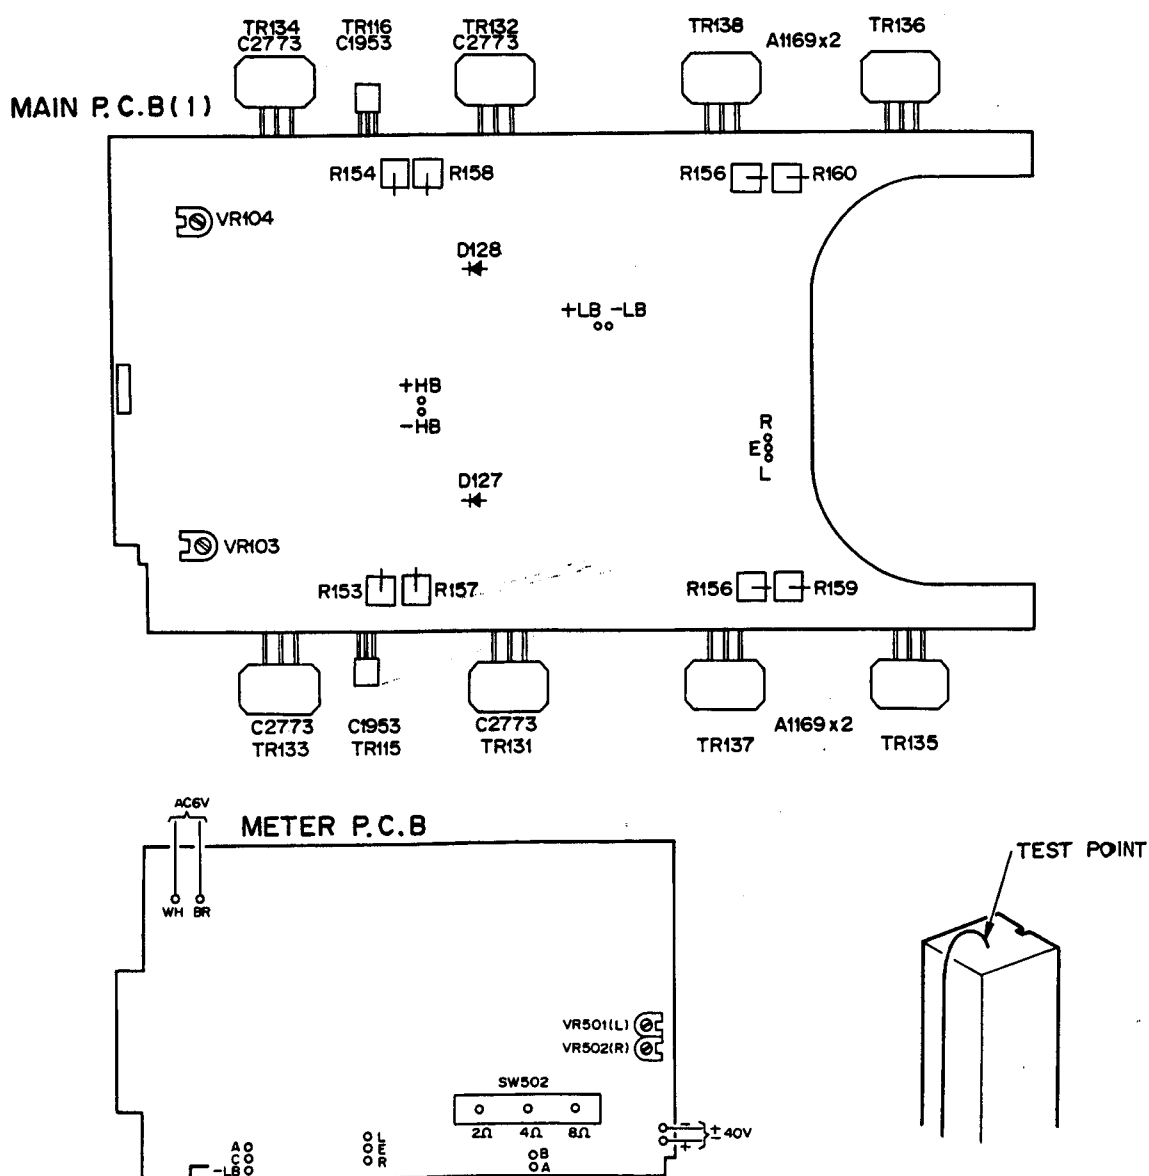 TR134
C2773
TR116
C1953
TR132
C2773
TR138
A1169x2
TR136
MAIN P.C.B(1)
R154
R158
R156
R160
VR104
D128
+LB -LB
+HB
-HB
R
E
L
D127
VR103
R153
R157
R156
R159
C2773
TR133
C1953
TR115
C2773
TR131
TR137
A1169x2
TR135
AC6V
METER P.C.B
WH BR
TEST POINT
VR501(L)
VR502(R)
SW502
2Ω 4Ω 8Ω
-
+
± 40V
A
C
-LB
L
E
R
B
A